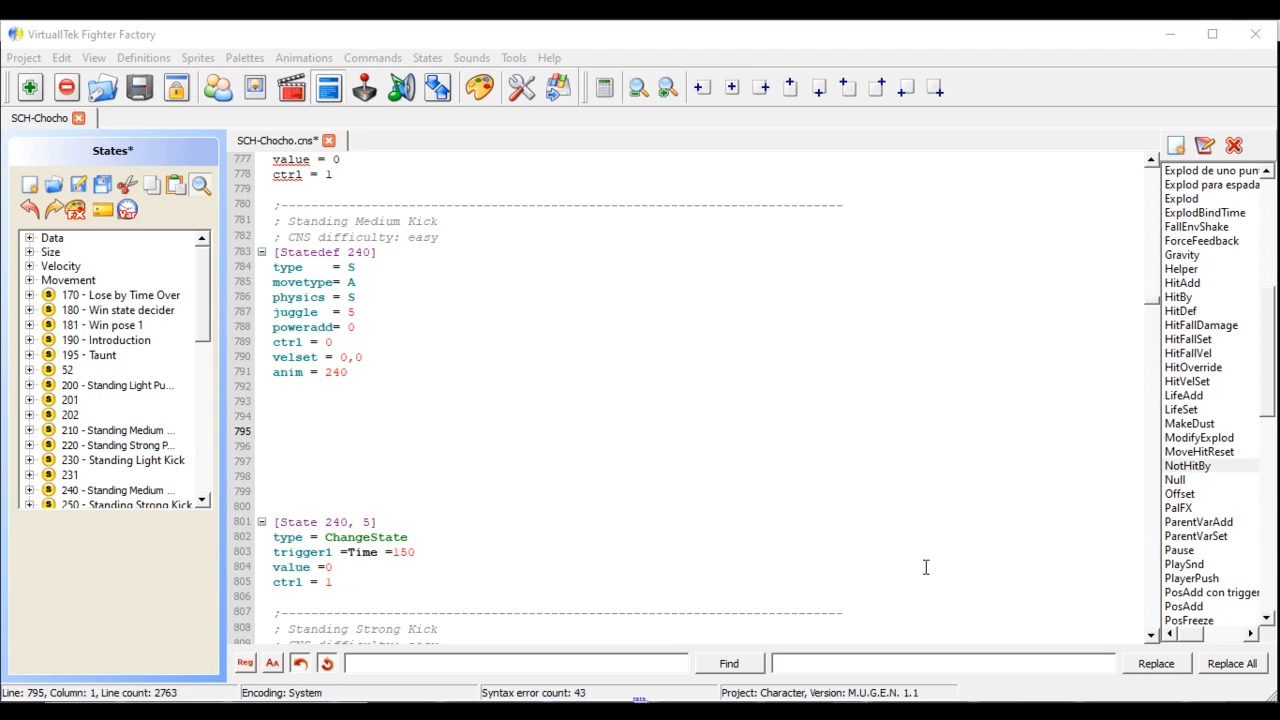 VirtuallTek Fighter Factory
Project Edit View Definitions Sprites Palettes Animations Commands States Sounds Tools Help
SCH-Chocho
States*
Data
Size
Velocity
Movement
170 - Lose by Time Over
180 - Win state decider
181 - Win pose 1
190 - Introduction
195 - Taunt
52
200 - Standing Light Pu...
201
202
210 - Standing Medium ...
220 - Standing Strong P...
230 - Standing Light Kick
231
240 - Standing Medium ...
250 - Standing Strong Kick
SCH-Chocho.cns*
777 value = 0
778 ctrl = 1
779
780 ;--------------------------------------------------------------------------
781 ; Standing Medium Kick
782 ; CNS difficulty: easy
783 [Statedef 240]
784 type    = S
785 movetype= A
786 physics = S
787 juggle  = 5
788 poweradd= 0
789 ctrl = 0
790 velset = 0,0
791 anim = 240
792
793
794
795
796
797
798
799
800
801 [State 240, 5]
802 type = ChangeState
803 trigger1 =Time =150
804 value =0
805 ctrl = 1
806
807 ;--------------------------------------------------------------------------
808 ; Standing Strong Kick
809 ; CNS difficulty: easy
Explod de uno pun
Explod para espada
Explod
ExplodBindTime
FallEnvShake
ForceFeedback
Gravity
Helper
HitAdd
HitBy
HitDef
HitFallDamage
HitFallSet
HitFallVel
HitOverride
HitVelSet
LifeAdd
LifeSet
MakeDust
ModifyExplod
MoveHitReset
NotHitBy
Null
Offset
PalFX
ParentVarAdd
ParentVarSet
Pause
PlaySnd
PlayerPush
PosAdd con trigger
PosAdd
PosFreeze
Reg AA Find Replace Replace All
Line: 795, Column: 1, Line count: 2763 Encoding: System Syntax error count: 43 Project: Character, Version: M.U.G.E.N. 1.1